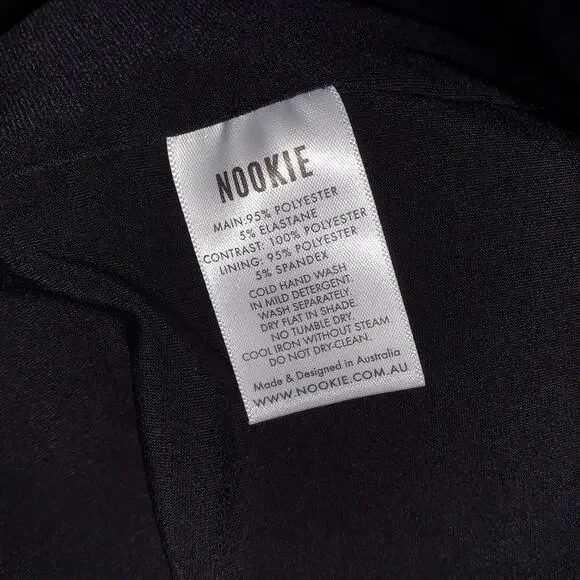 NOOKIE
MAIN:95% POLYESTER
5% ELASTANE
CONTRAST: 100% POLYESTER
LINING: 95% POLYESTER
5% SPANDEX
COLD HAND WASH
IN MILD DETERGENT.
WASH SEPARATELY.
DRY FLAT IN SHADE.
NO TUMBLE DRY.
COOL IRON WITHOUT STEAM.
DO NOT DRY-CLEAN.
Made & Designed in Australia
WWW.NOOKIE.COM.AU